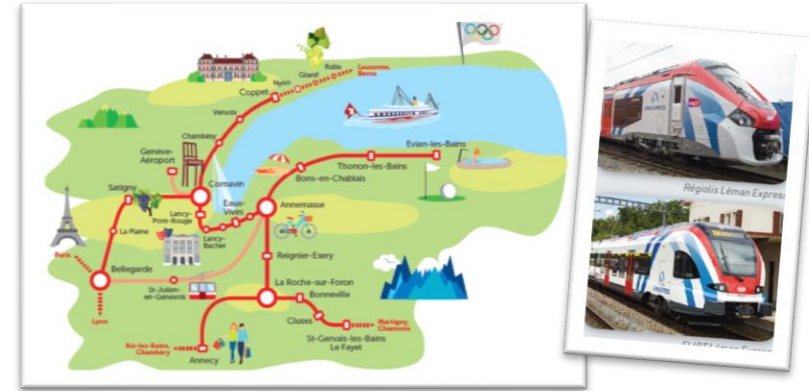 Rolle
Lausanne,
Berne
Gland
Nyon
Coppet
Versoix
Chambésy
Genève-
Aéroport
Cornavin
Satigny
Lancy-
Pont-Rouge
Eaux-
Vives
Lancy-
Bachet
La Plaine
Paris
Bellegarde
Lyon
St-Julien-
en-Genevois
Evian-les-Bains
Thonon-les-Bains
Bons-en-Chablais
Annemasse
Reignier-Esery
La Roche-sur-Foron
Bonneville
Cluses
St-Gervais-les-Bains
Le Fayet
Martigny,
Chamonix
Aix-les-Bains,
Chambéry
Annecy
Régiolis Léman Express